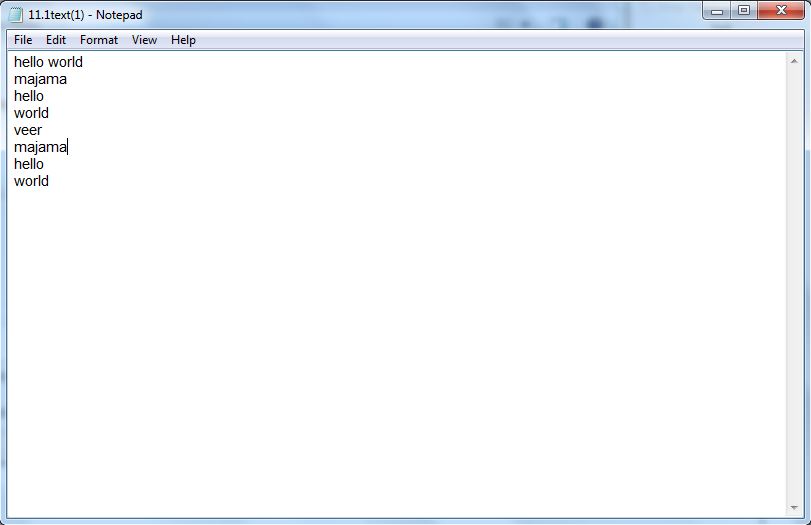 11.1text(1) - Notepad
File Edit Format View Help
hello world
majama
hello
world
veer
majama
hello
world